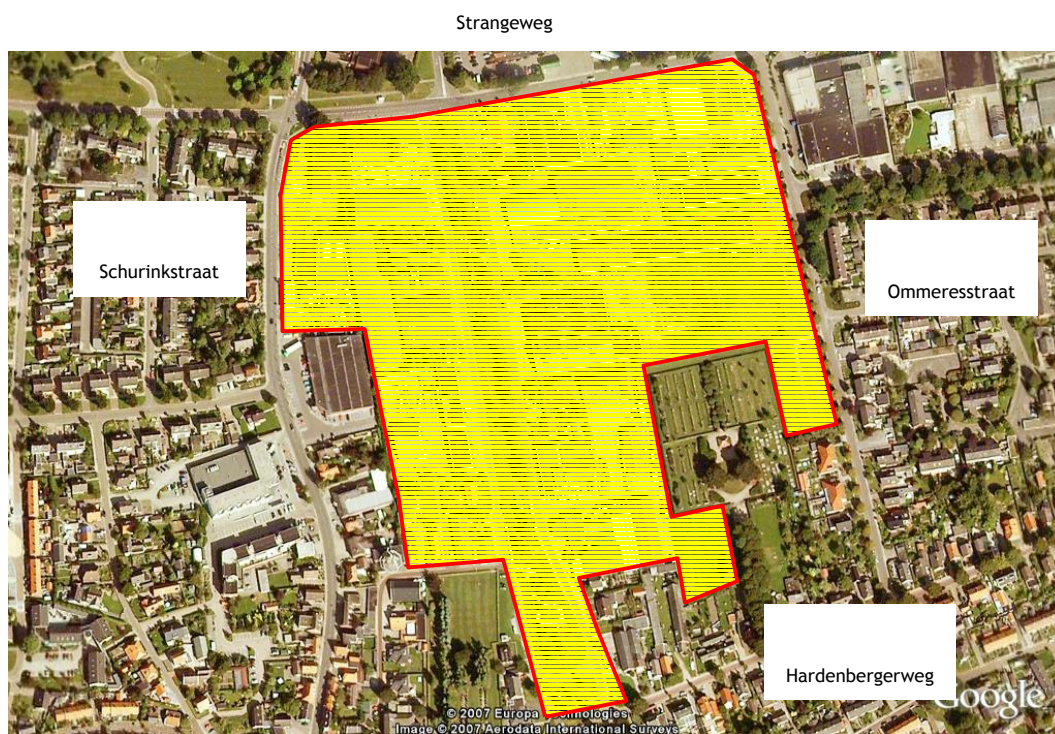 Strangeweg
Schurinkstraat
Ommeresstraat
Hardenbergerweg
Google
© 2007 Europa Technologies
Image © 2007 Aerodata International Surveys